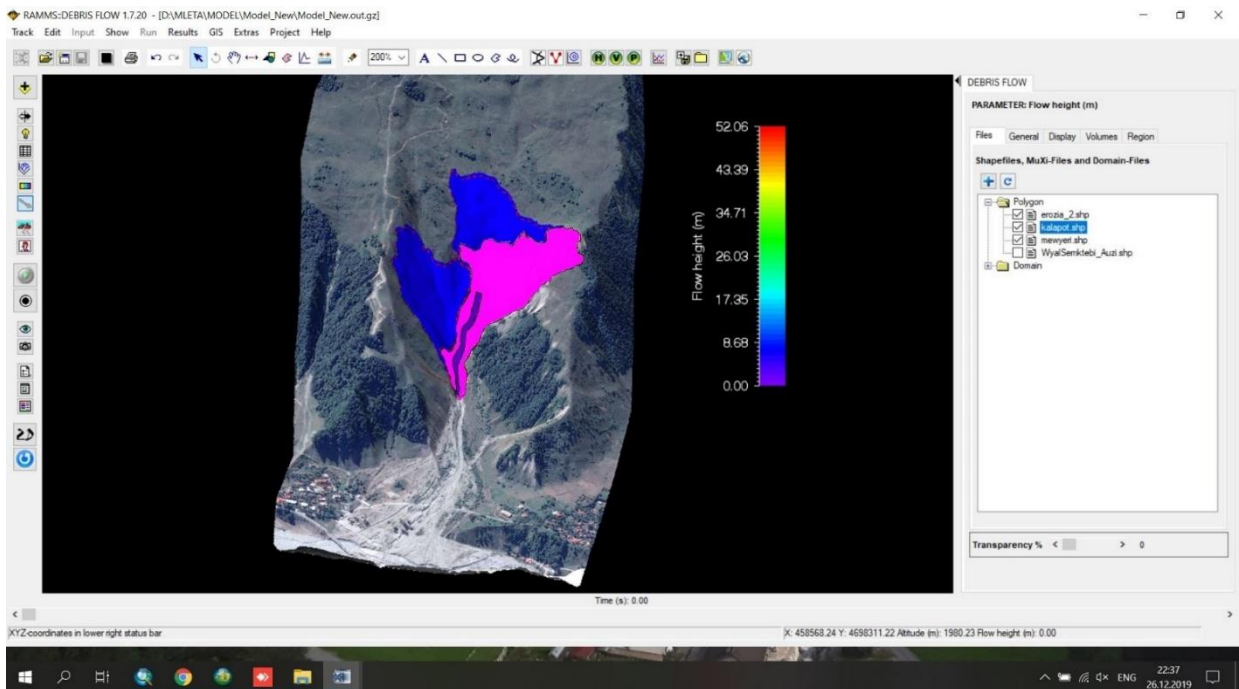 RAMMS::DEBRIS FLOW 1.7.20 - [D:\MLETA\MODEL\Model_New\Model_New.out.gz]
Track Edit Input Show Run Results GIS Extras Project Help
200% A H V P
DEBRIS FLOW
PARAMETER: Flow height (m)
Files General Display Volumes Region
Shapefiles, MuXi-Files and Domain-Files
Polygon
erozia_2.shp
kalapot.shp
mewyeri.shp
WyalSemktebi_Auzi.shp
Domain
Transparency % < > 0
52.06
43.39
34.71
26.03
17.35
8.68
0.00
Flow height (m)
Time (s): 0.00
XYZ-coordinates in lower right status bar
X: 458568.24 Y: 4698311.22 Altitude (m): 1980.23 Flow height (m): 0.00
ENG
22:37
26.12.2019